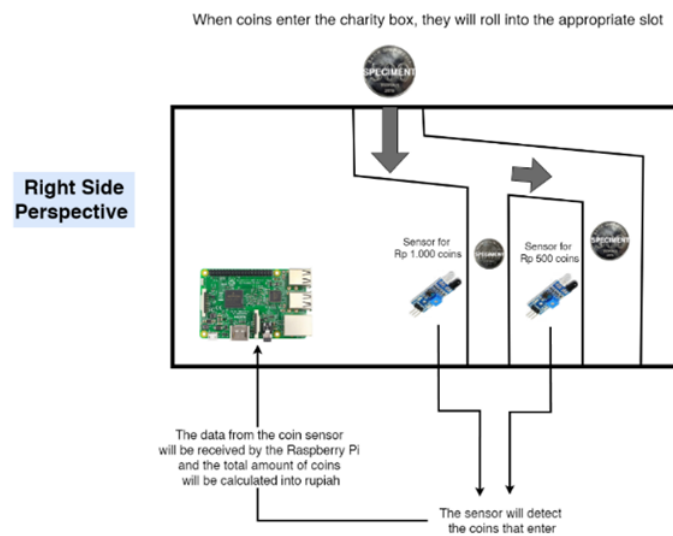 When coins enter the charity box, they will roll into the appropriate slot
SPECIMENT
Right Side
Perspective
Sensor for
Rp 1.000 coins
SPECIMENT
Sensor for
Rp 500 coins
SPECIMENT
The data from the coin sensor
will be received by the Raspberry Pi
and the total amount of coins
will be calculated into rupiah
The sensor will detect
the coins that enter